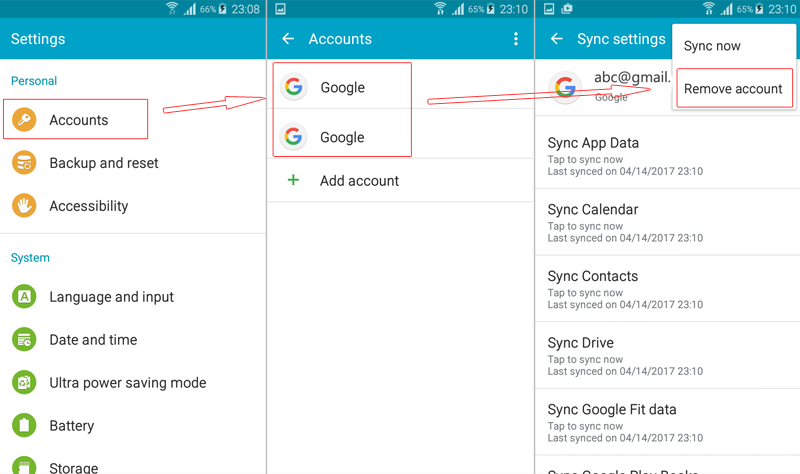 66% 23:08
Settings
Personal
Accounts
Backup and reset
Accessibility
System
Language and input
Date and time
Ultra power saving mode
Battery
Storage
65% 23:10
Accounts
Google
Google
Add account
65% 23:10
Sync settings
Sync now
Remove account
abc@gmail.
Google
Sync App Data
Tap to sync now
Last synced on 04/14/2017 23:10
Sync Calendar
Tap to sync now
Last synced on 04/14/2017 23:10
Sync Contacts
Tap to sync now
Last synced on 04/14/2017 23:10
Sync Drive
Tap to sync now
Last synced on 04/14/2017 23:10
Sync Google Fit data
Tap to sync now
Last synced on 04/14/2017 23:10
Sync Google Play Books